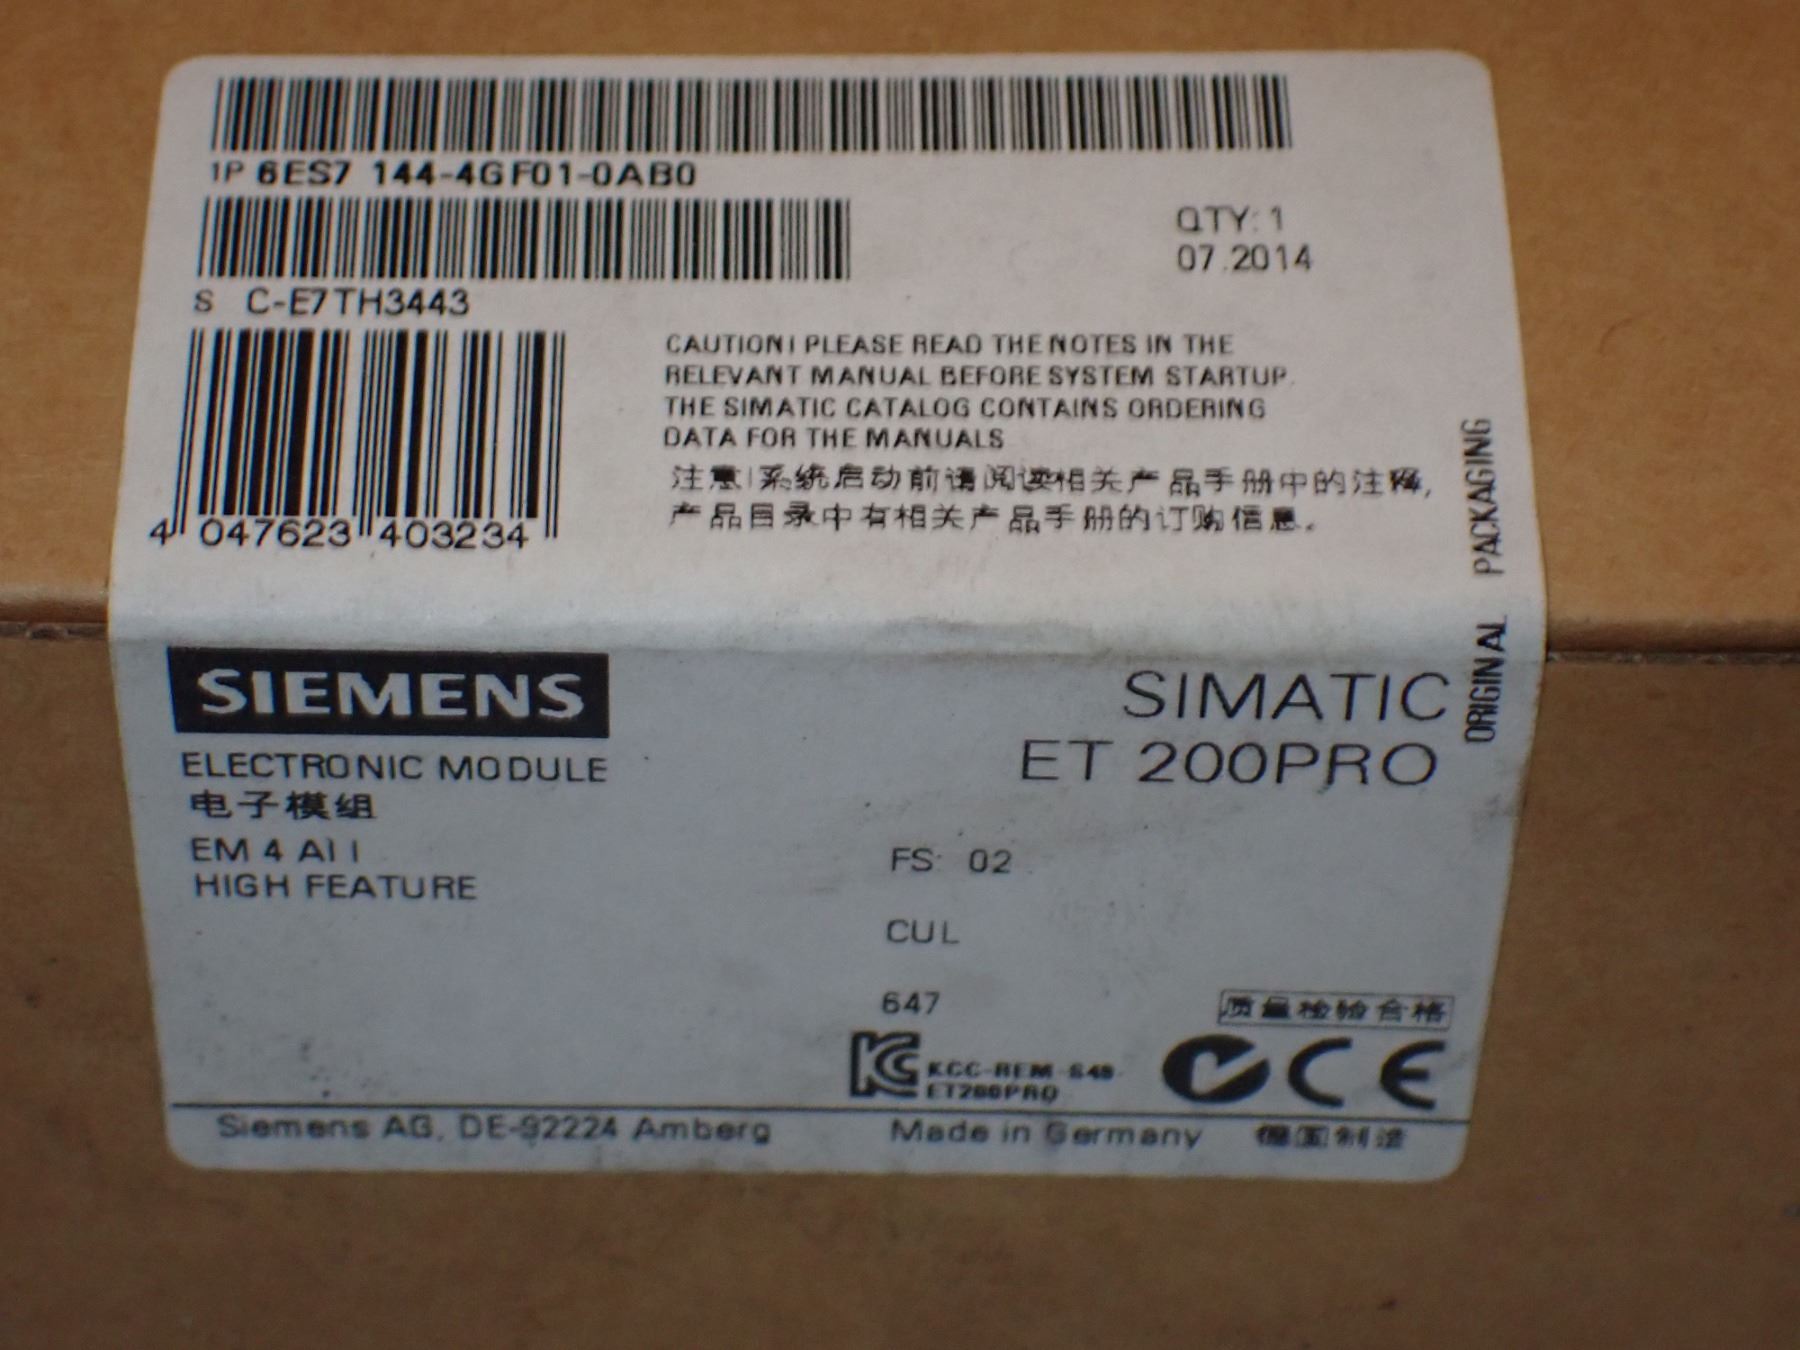 1P 6ES7 144-4GF01-0AB0
QTY: 1
07.2014
S C-E7TH3443
CAUTION! PLEASE READ THE NOTES IN THE
RELEVANT MANUAL BEFORE SYSTEM STARTUP.
THE SIMATIC CATALOG CONTAINS ORDERING
DATA FOR THE MANUALS
注意!系统启动前请阅读相关产品手册中的注释,
产品目录中有相关产品手册的订购信息。
4 047623 403234
ORIGINAL PACKAGING
SIEMENS
SIMATIC
ET 200PRO
ELECTRONIC MODULE
电子模组
EM 4 AI I
HIGH FEATURE
FS: 02
CUL
647
质量检验合格
KCC-REM-S49-
ET200PRO
CE
Siemens AG, DE-92224 Amberg
Made in Germany 德国制造